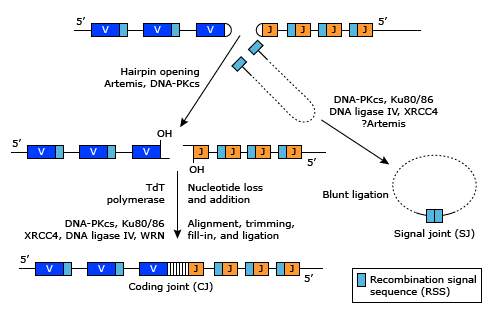 5′ 5′
V V V J J J J
Hairpin opening
Artemis, DNA-PKcs
DNA-PKcs, Ku80/86
DNA ligase IV, XRCC4
?Artemis
OH
5′ V V V J J J J 5′
OH
TdT
polymerase
Nucleotide loss
and addition
Blunt ligation
DNA-PKcs, Ku80/86
XRCC4, DNA ligase IV, WRN
Alignment, trimming,
fill-in, and ligation
Signal joint (SJ)
5′ V V V J J J J 5′
Coding joint (CJ)
Recombination signal
sequence (RSS)